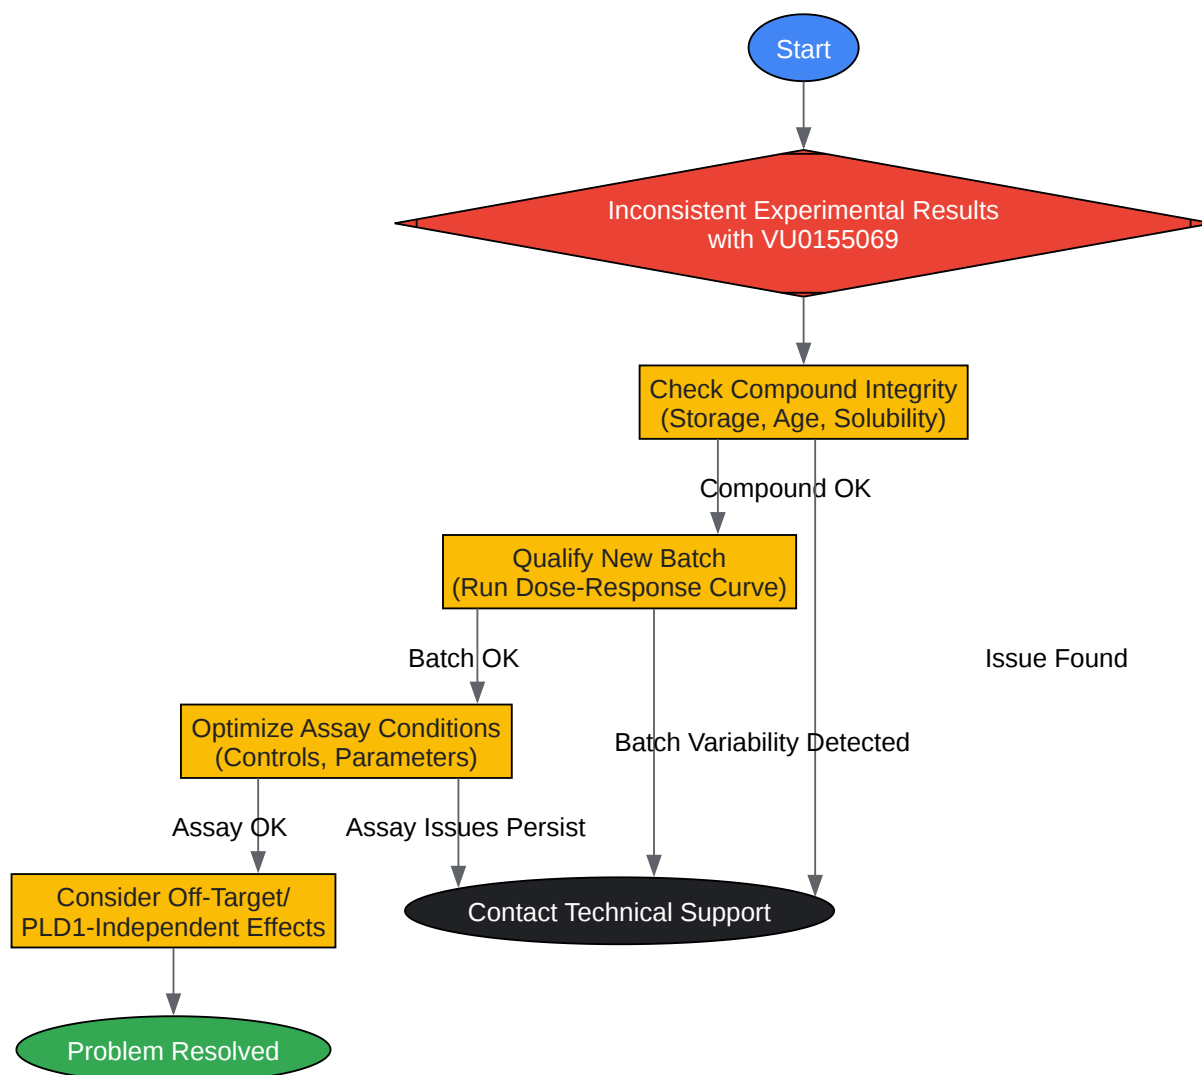 Start
Inconsistent Experimental Results
with VU0155069
Check Compound Integrity
(Storage, Age, Solubility)
Compound OK
Qualify New Batch
(Run Dose-Response Curve)
Batch OK
Issue Found
Optimize Assay Conditions
(Controls, Parameters)
Batch Variability Detected
Assay OK
Assay Issues Persist
Consider Off-Target/
PLD1-Independent Effects
Contact Technical Support
Problem Resolved